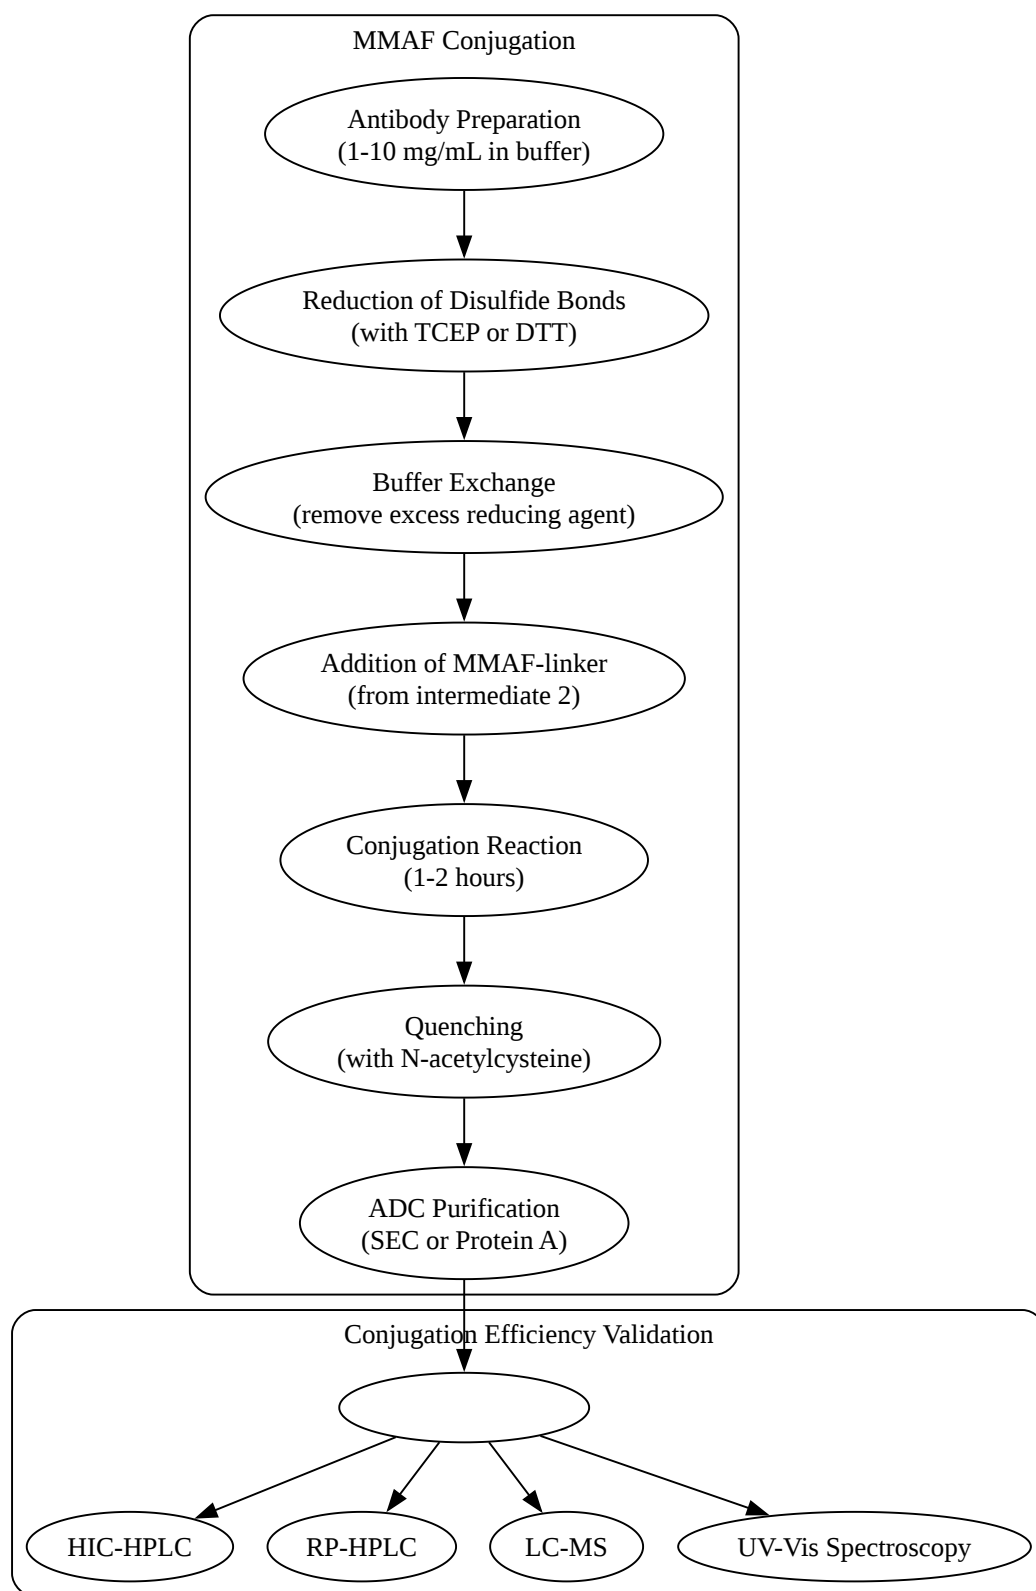 MMAF Conjugation
Antibody Preparation
(1-10 mg/mL in buffer)
Reduction of Disulfide Bonds
(with TCEP or DTT)
Buffer Exchange
(remove excess reducing agent)
Addition of MMAF-linker
(from intermediate 2)
Conjugation Reaction
(1-2 hours)
Quenching
(with N-acetylcysteine)
ADC Purification
(SEC or Protein A)
Conjugation Efficiency Validation
HIC-HPLC
RP-HPLC
LC-MS
UV-Vis Spectroscopy